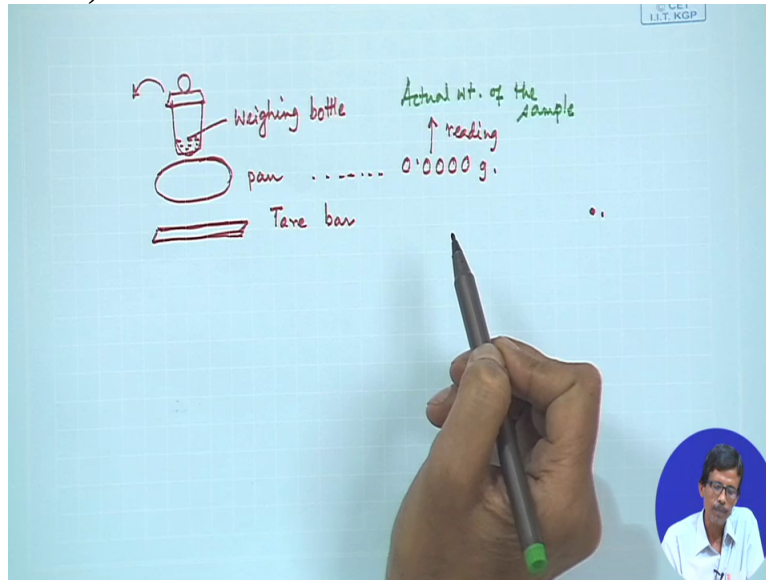 © CET
I.I.T. KGP
Actual wt. of the
sample
weighing bottle
↑ reading
pan ....... 0.0000 g.
Tare bar